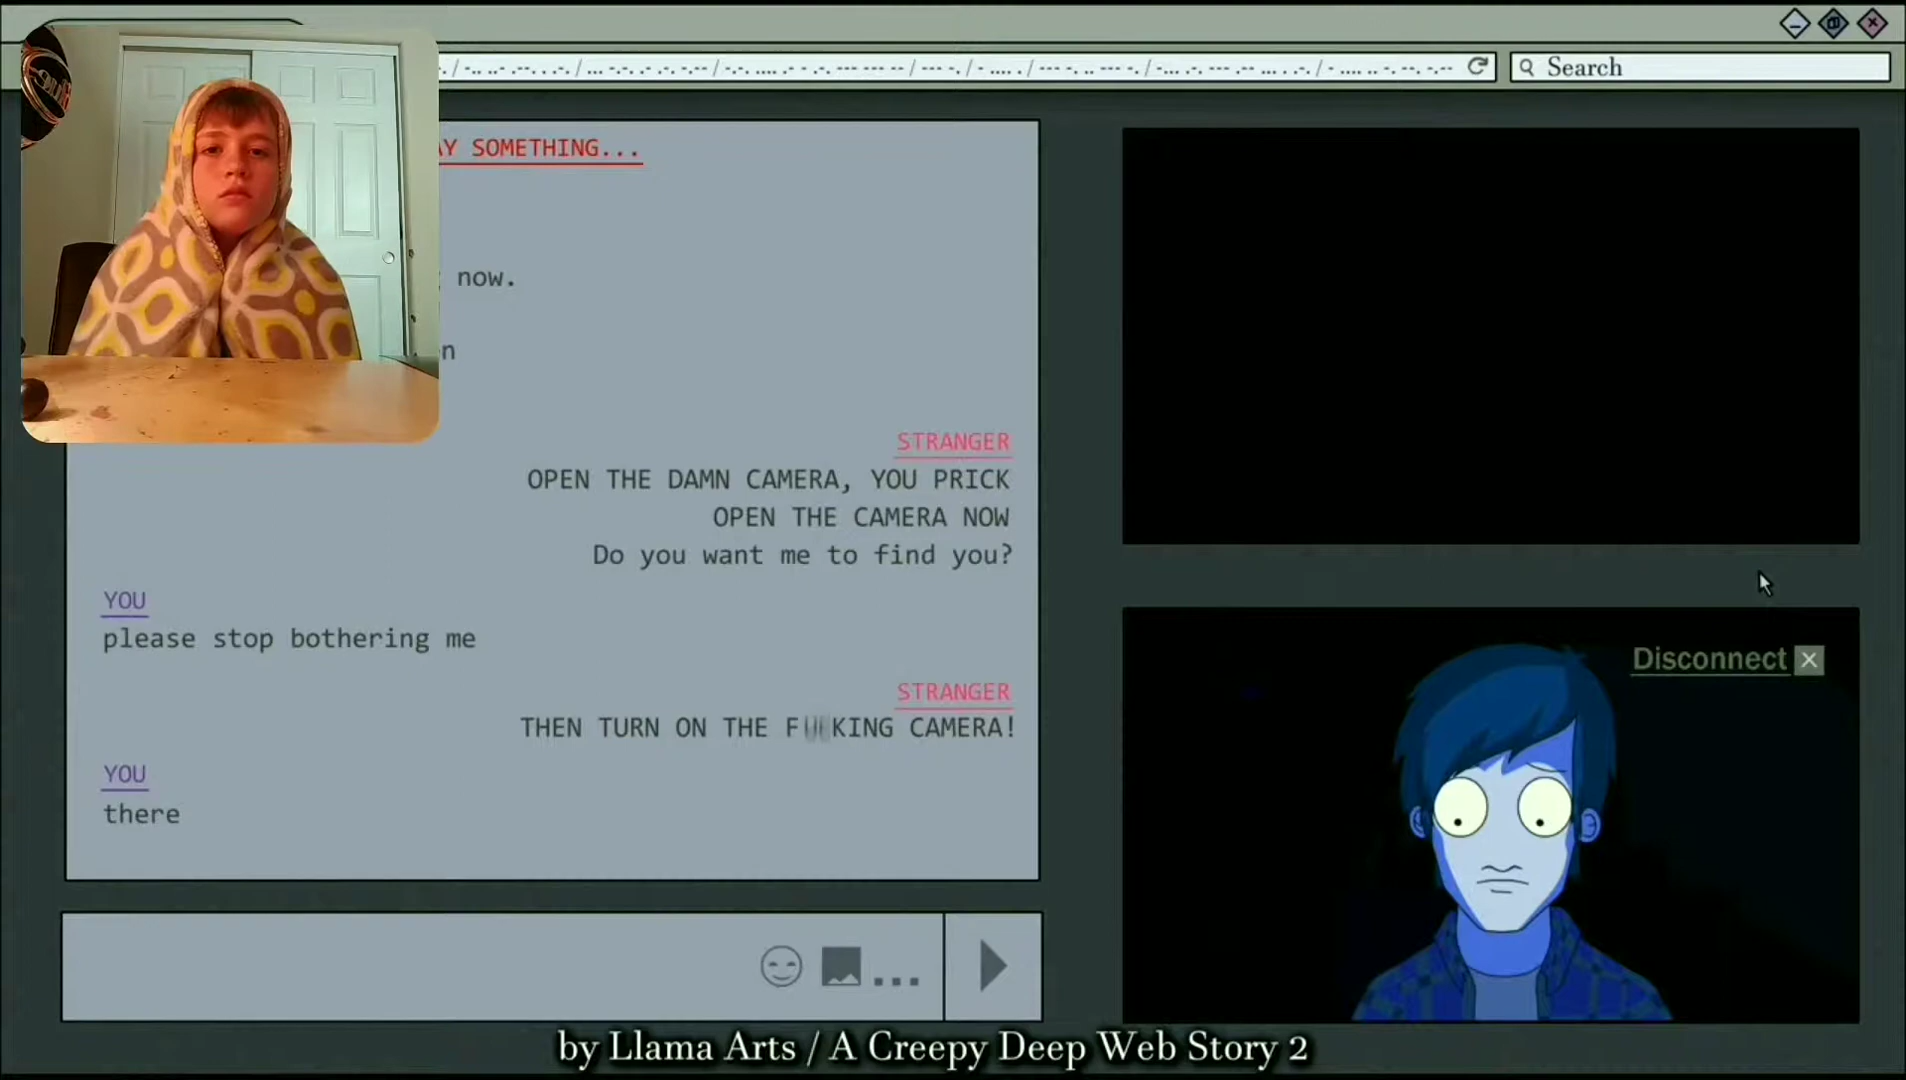 Search
AY SOMETHING...
now.
n
STRANGER
OPEN THE DAMN CAMERA, YOU PRICK
OPEN THE CAMERA NOW
Do you want me to find you?
YOU
please stop bothering me
STRANGER
THEN TURN ON THE FUCKING CAMERA!
YOU
there
Disconnect
by Llama Arts / A Creepy Deep Web Story 2